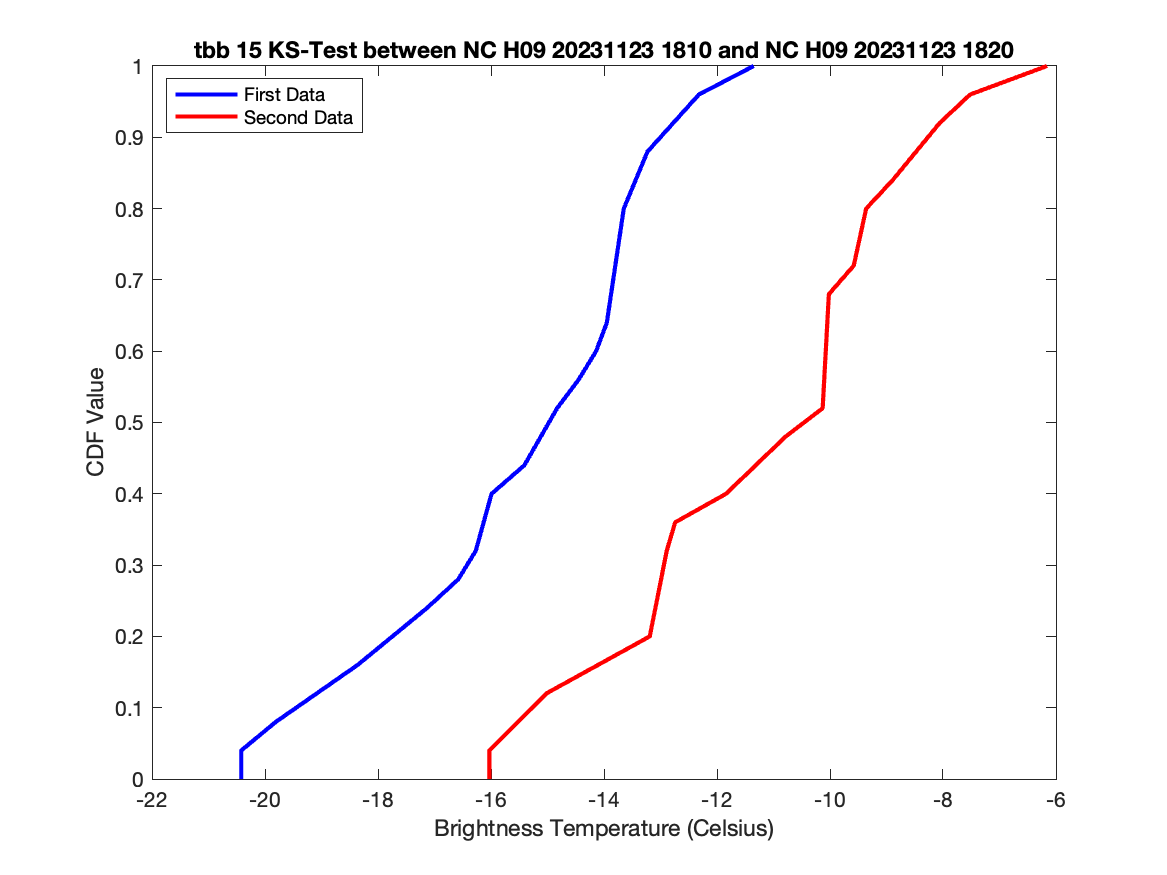 tbb 15 KS-Test between NC H09 20231123 1810 and NC H09 20231123 1820
First Data
Second Data
1
0.9
0.8
0.7
0.6
0.5
0.4
0.3
0.2
0.1
0
CDF Value
-22 -20 -18 -16 -14 -12 -10 -8 -6
Brightness Temperature (Celsius)